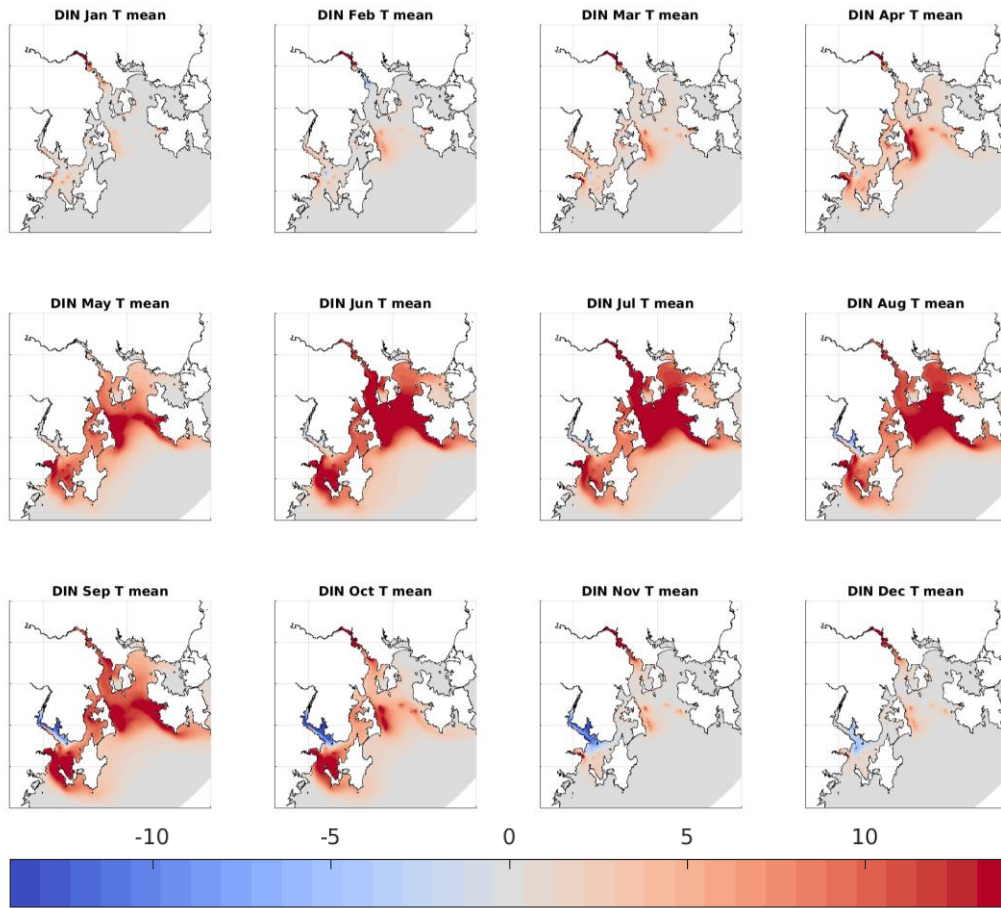 DIN Jan T mean DIN Feb T mean DIN Mar T mean DIN Apr T mean
DIN May T mean DIN Jun T mean DIN Jul T mean DIN Aug T mean
DIN Sep T mean DIN Oct T mean DIN Nov T mean DIN Dec T mean
-10 -5 0 5 10